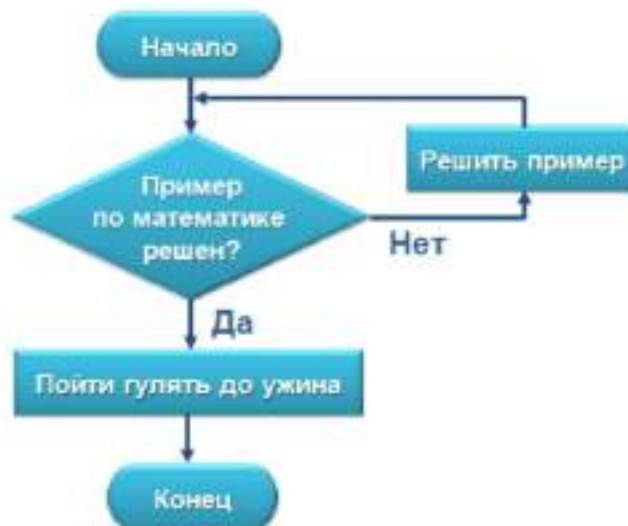 Начало
Решить пример
Пример
по математике
решен?
Нет
Да
Пойти гулять до ужина
Конец